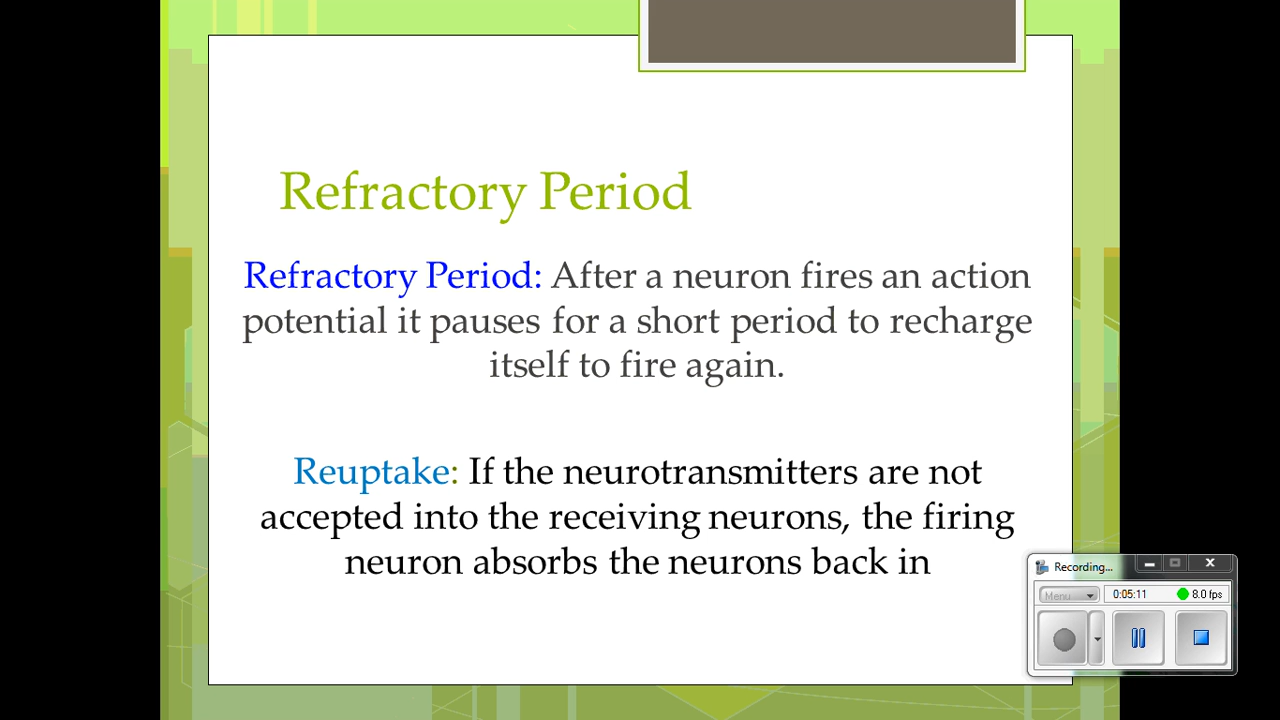 Refractory Period
Refractory Period: After a neuron fires an action
potential it pauses for a short period to recharge
itself to fire again.
Reuptake: If the neurotransmitters are not
accepted into the receiving neurons, the firing
neuron absorbs the neurons back in
Recording...
Menu
0:05:11
8.0 fps